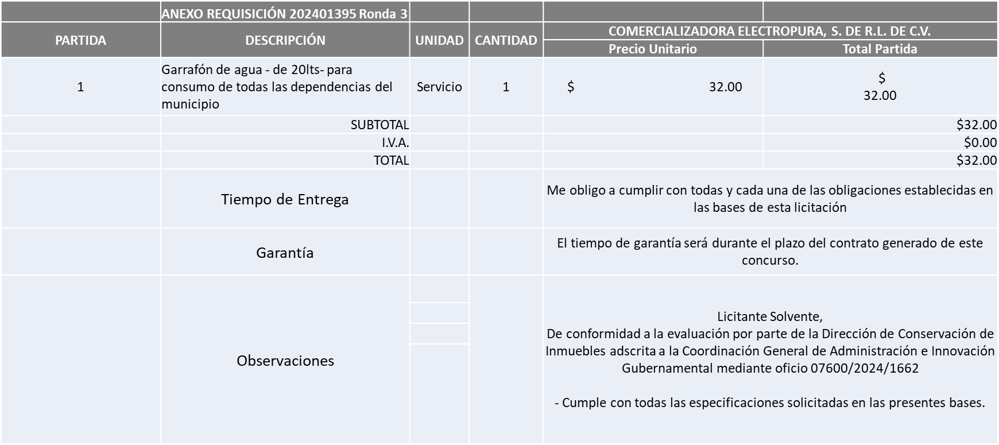 ANEXO REQUISICIÓN 202401395 Ronda 3
PARTIDA DESCRIPCIÓN UNIDAD CANTIDAD COMERCIALIZADORA ELECTROPURA, S. DE R.L. DE C.V.
Precio Unitario Total Partida
1 Garrafón de agua - de 20lts- para
consumo de todas las dependencias del
municipio
Servicio 1 $ 32.00 $
32.00
SUBTOTAL $32.00
I.V.A. $0.00
TOTAL $32.00
Tiempo de Entrega
Me obligo a cumplir con todas y cada una de las obligaciones establecidas en
las bases de esta licitación
Garantía
El tiempo de garantía será durante el plazo del contrato generado de este
concurso.
Observaciones
Licitante Solvente,
De conformidad a la evaluación por parte de la Dirección de Conservación de
Inmuebles adscrita a la Coordinación General de Administración e Innovación
Gubernamental mediante oficio 07600/2024/1662
- Cumple con todas las especificaciones solicitadas en las presentes bases.